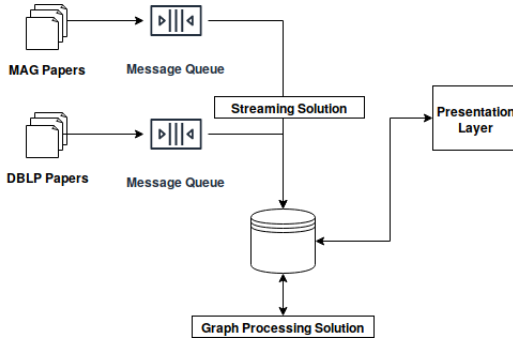 MAG Papers
Message Queue
Streaming Solution
Presentation
Layer
DBLP Papers
Message Queue
Graph Processing Solution